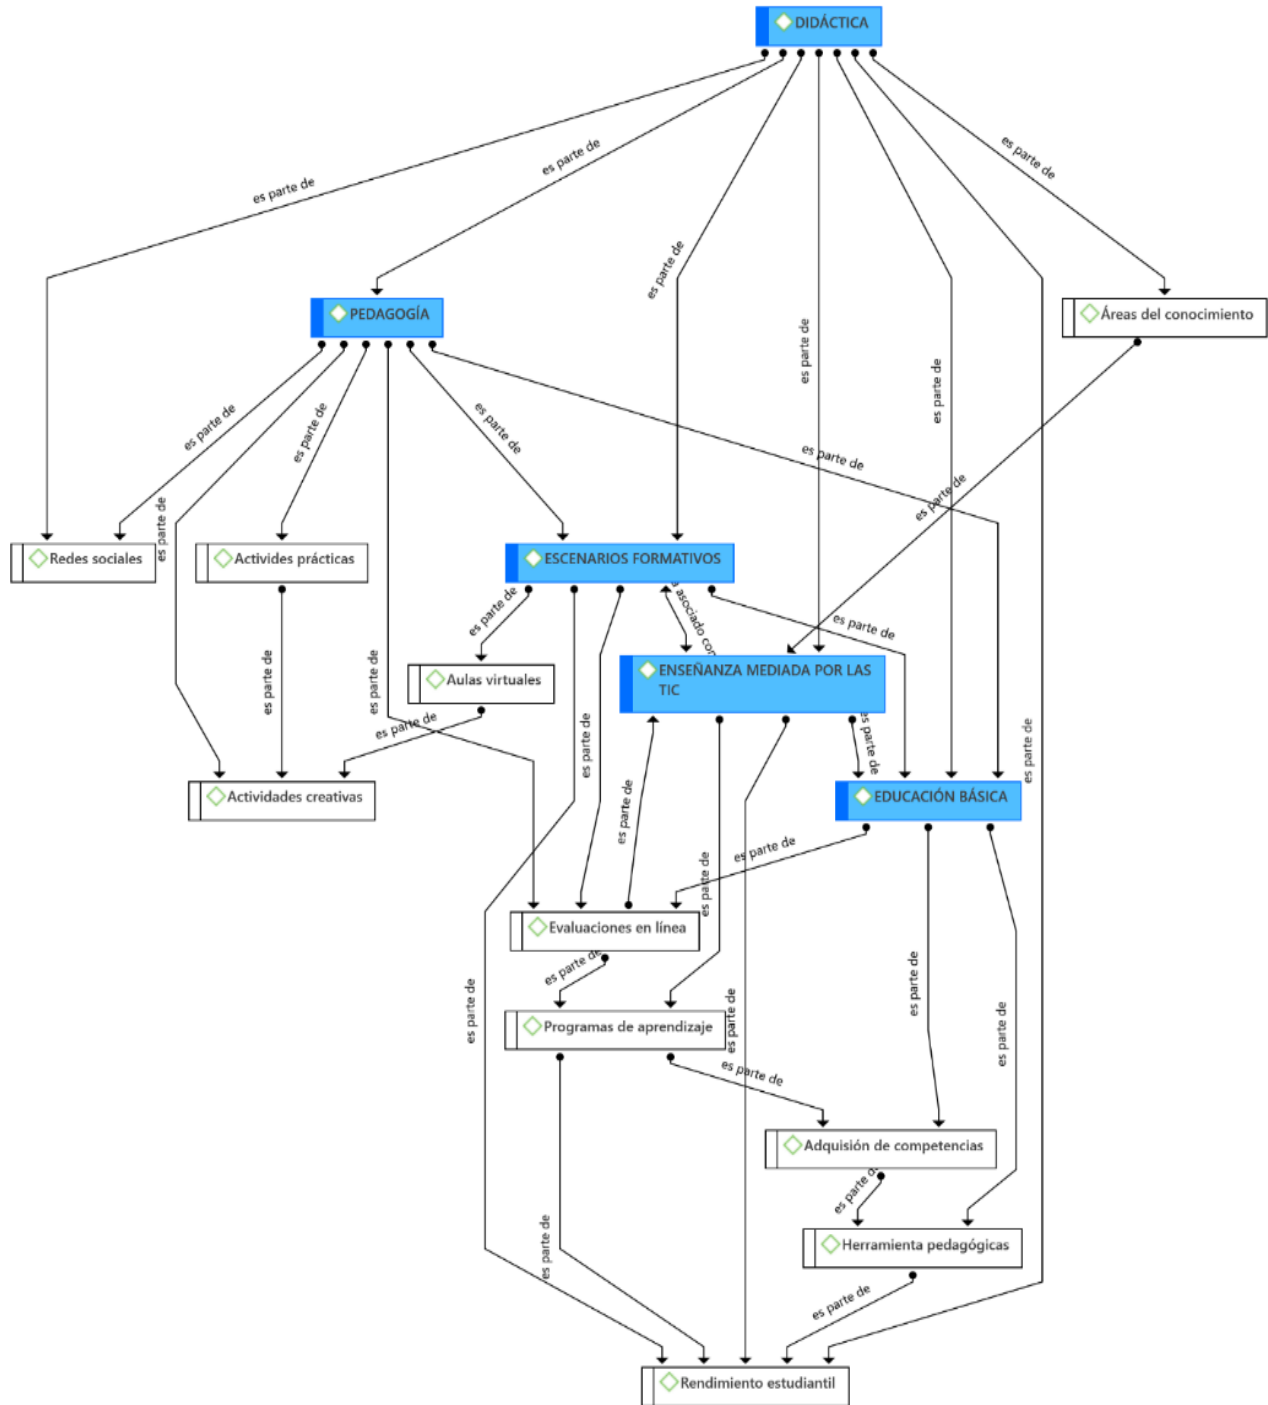 DIDÁCTICA
es parte de
es parte de
es parte de
es parte de
es parte de
es parte de
es parte de
PEDAGOGÍA
Áreas del conocimiento
es parte de
es parte de
es parte de
es parte de
es parte de
es parte de
es parte de
Redes sociales
Activides prácticas
ESCENARIOS FORMATIVOS
es parte de
asociado con
es parte de
Aulas virtuales
ENSEÑANZA MEDIADA POR LAS
TIC
es parte de
es parte de
es parte de
es parte de
es parte de
es parte de
Actividades creativas
EDUCACIÓN BÁSICA
es parte de
es parte de
es parte de
Evaluaciones en línea
es parte de
es parte de
es parte de
es parte de
es parte de
Programas de aprendizaje
es parte de
es parte de
Adquisión de competencias
es parte de
Herramienta pedagógicas
es parte de
es parte de
Rendimiento estudiantil